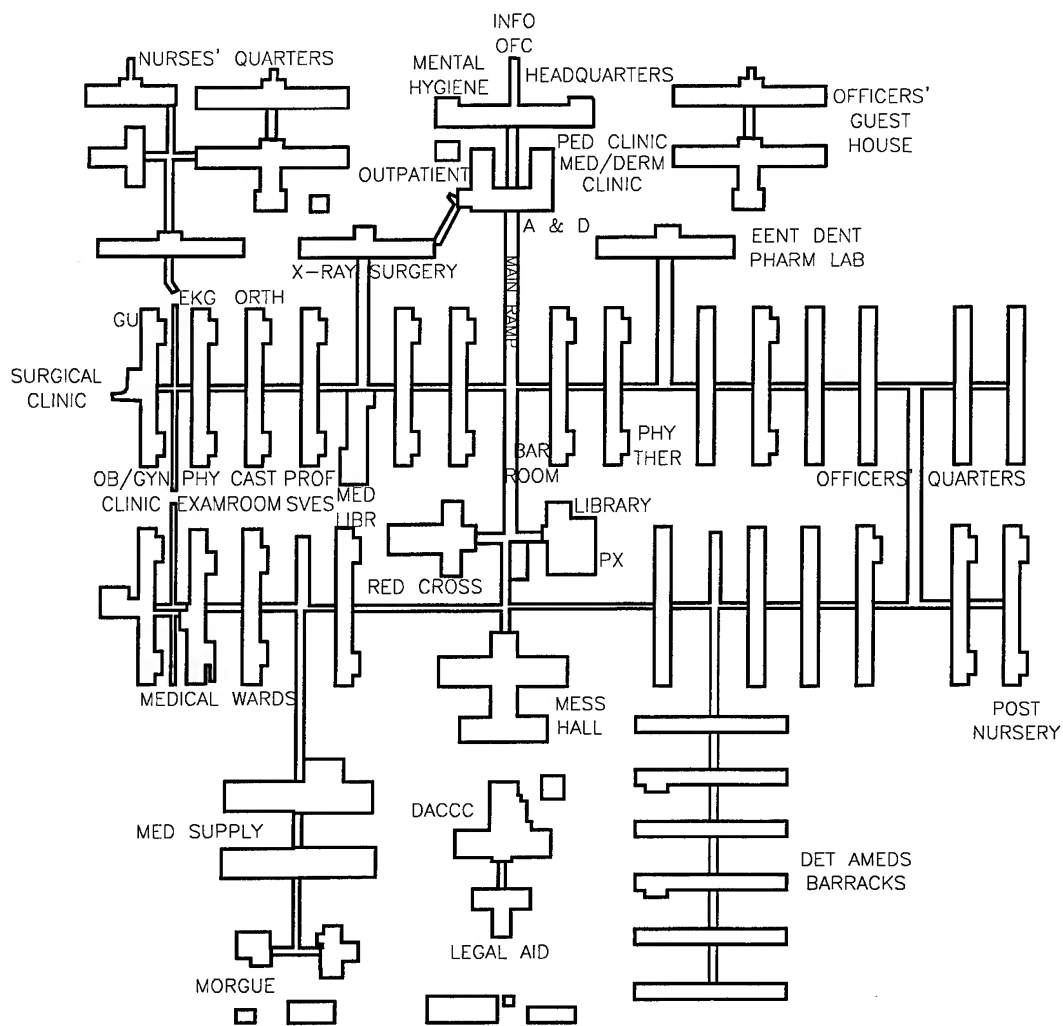 INFO
OFC
NURSES' QUARTERS
MENTAL
HYGIENE
HEADQUARTERS
OFFICERS'
GUEST
HOUSE
PED CLINIC
MED/DERM
CLINIC
OUTPATIENT
A & D
EENT DENT
PHARM LAB
X-RAY SURGERY
MAIN RAMP
EKG
ORTH
GU
SURGICAL
CLINIC
OB/GYN
CLINIC
PHY
EXAM
CAST
ROOM
PROF
SVES
MED
LIBR
BAR
ROOM
PHY
THER
OFFICERS' QUARTERS
LIBRARY
PX
RED CROSS
MEDICAL WARDS
MESS
HALL
POST
NURSERY
DACCC
MED SUPPLY
DET AMEDS
BARRACKS
LEGAL AID
MORGUE